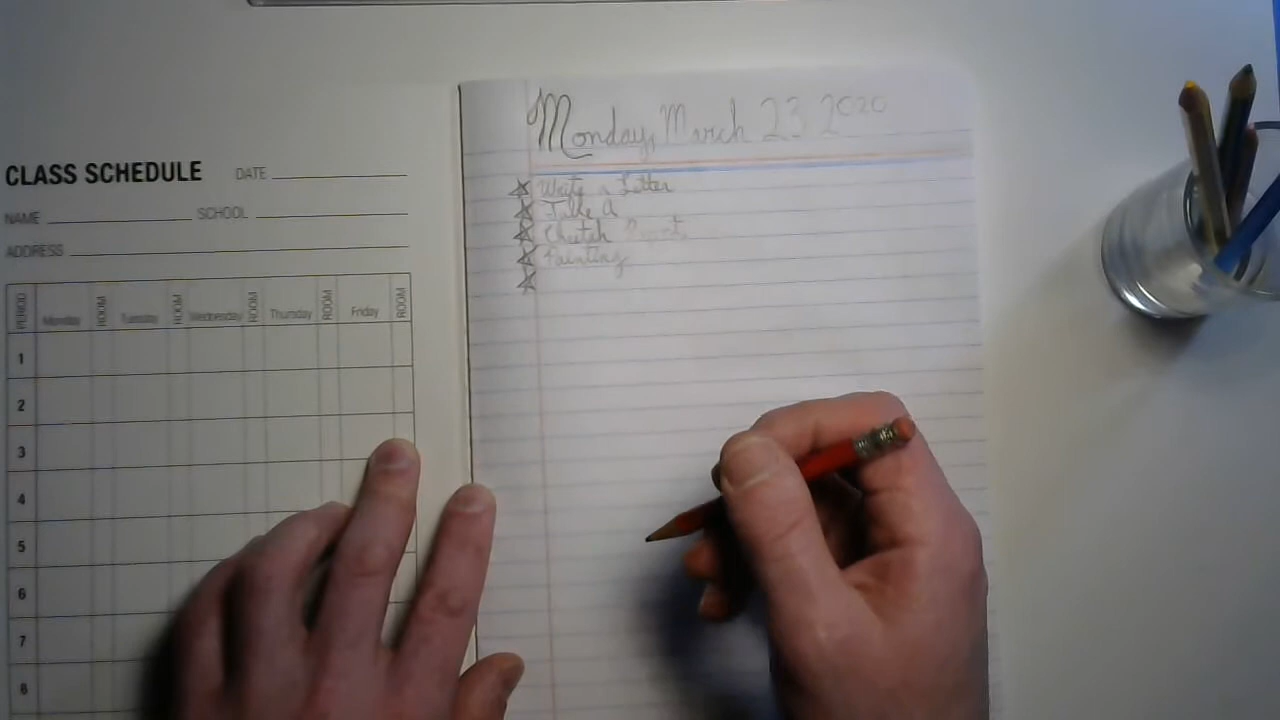 Monday, March 23 2020
Write a Letter
Take A
Cheetah
Painting
CLASS SCHEDULE DATE
NAME SCHOOL
ADDRESS
PERIOD Monday ROOM Tuesday ROOM Wednesday ROOM Thursday ROOM Friday ROOM
1
2
3
4
5
6
7
8